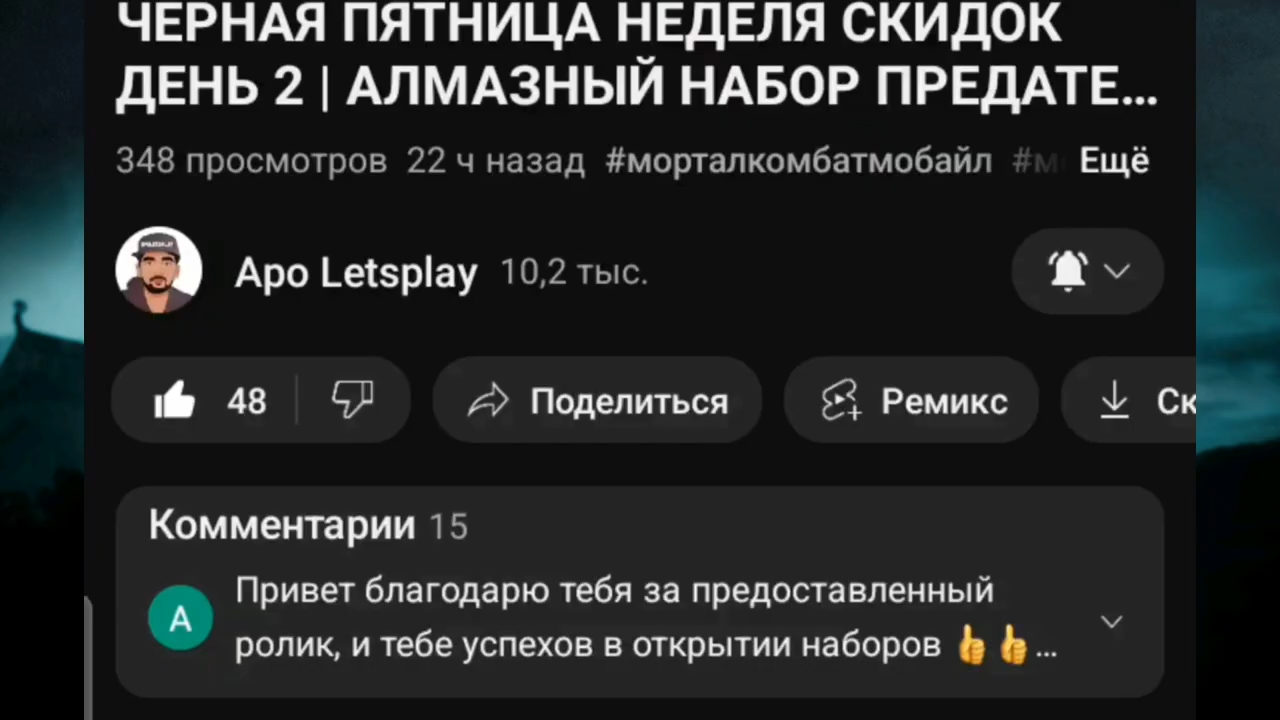 ЧЕРНАЯ ПЯТНИЦА НЕДЕЛЯ СКИДОК
ДЕНЬ 2 | АЛМАЗНЫЙ НАБОР ПРЕДАТЕ...
348 просмотров 22 ч назад #морталкомбатмобайл #м Ещё
Apo Letsplay 10,2 тыс.
48 Поделиться Ремикс Ск
Комментарии 15
A
Привет благодарю тебя за предоставленный
ролик, и тебе успехов в открытии наборов 👍👍...